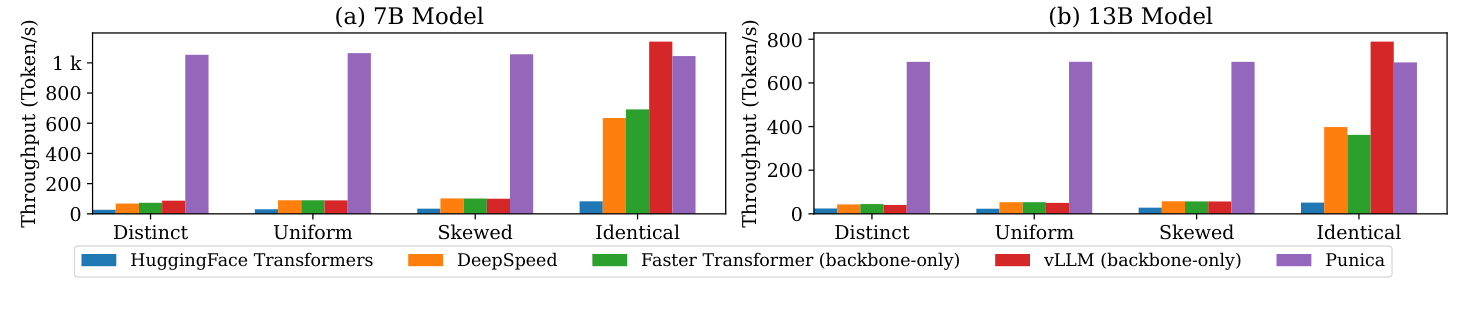 (a) 7B Model
Throughput (Token/s)
1 k
800
600
400
200
0
Distinct
Uniform
Skewed
Identical
(b) 13B Model
Throughput (Token/s)
800
600
400
200
0
Distinct
Uniform
Skewed
Identical
HuggingFace Transformers
DeepSpeed
Faster Transformer (backbone-only)
vLLM (backbone-only)
Punica